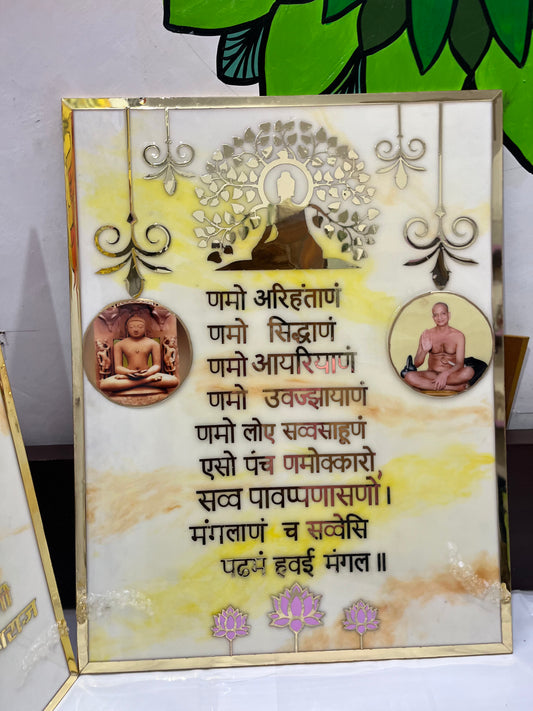 णमो अरिहंताणं
णमो सिद्धाणं
णमो आयरियाणं
णमो उवज्झायाणं
णमो लोए सव्वसाहूणं
एसो पंच णमोक्कारो,
सव्व पावप्पणासणो।
मंगलाणं च सव्वेसि
पढमं हवई मंगल॥